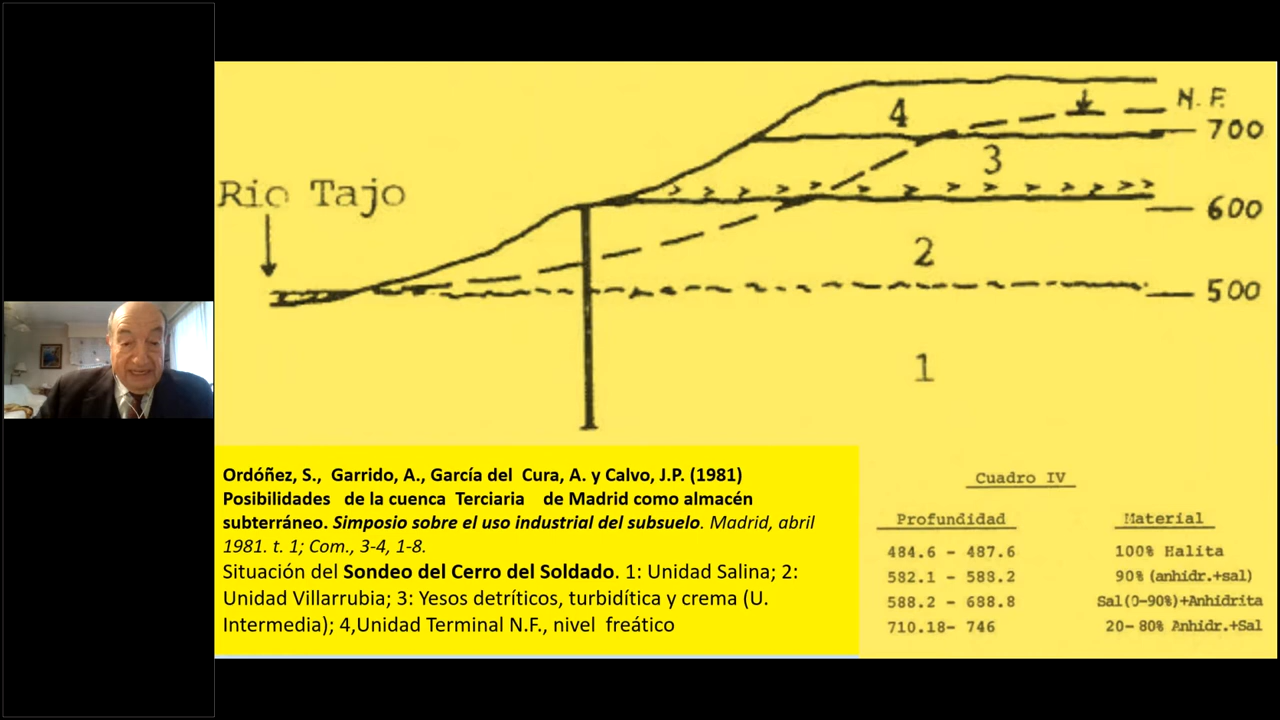 N.F.
4
700
3
Rio Tajo
600
2
500
1
Ordóñez, S., Garrido, A., García del Cura, A. y Calvo, J.P. (1981)
Posibilidades de la cuenca Terciaria de Madrid como almacén
subterráneo. Simposio sobre el uso industrial del subsuelo. Madrid, abril
1981. t. 1; Com., 3-4, 1-8.
Situación del Sondeo del Cerro del Soldado. 1: Unidad Salina; 2:
Unidad Villarrubia; 3: Yesos detríticos, turbidítica y crema (U.
Intermedia); 4,Unidad Terminal N.F., nivel freático
Cuadro IV
Profundidad Material
484.6 - 487.6 100% Halita
582.1 - 588.2 90% (anhidr.+sal)
588.2 - 688.8 Sal(0-90%)+Anhidrita
710.18- 746 20-80% Anhidr.+Sal